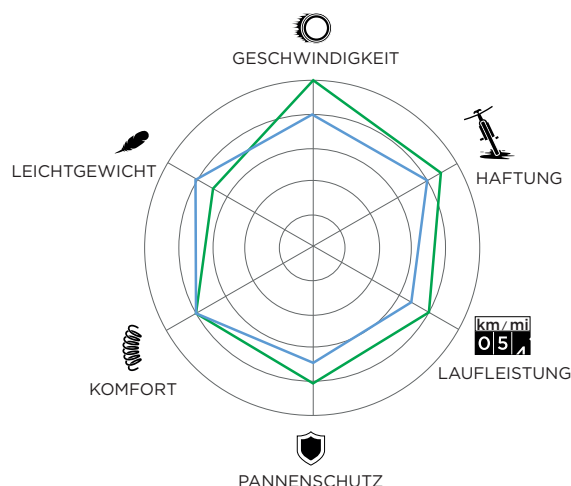 GESCHWINDIGKEIT
LEICHTGEWICHT
HAFTUNG
km/mi
054
LAUFLEISTUNG
KOMFORT
PANNENSCHUTZ